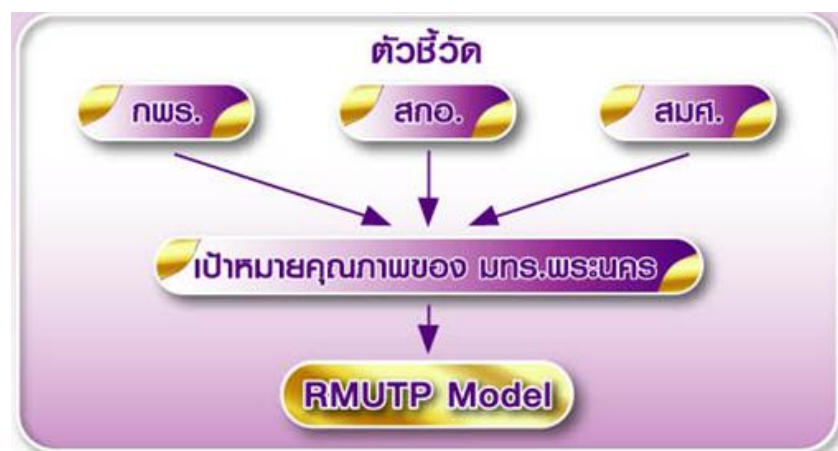 ตัวชี้วัด
กพร. สกอ. สมศ.
เป้าหมายคุณภาพของ มทร.พระนคร
RMUTP Model